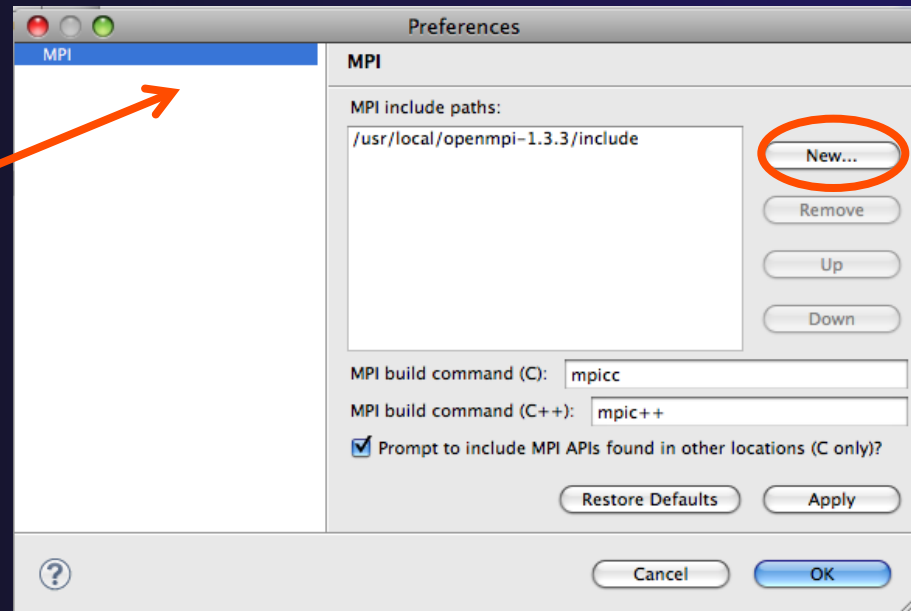 Preferences
MPI
MPI
MPI include paths:
/usr/local/openmpi-1.3.3/include
New...
Remove
Up
Down
MPI build command (C): mpicc
MPI build command (C++): mpic++
Prompt to include MPI APIs found in other locations (C only)?
Restore Defaults Apply
? Cancel OK